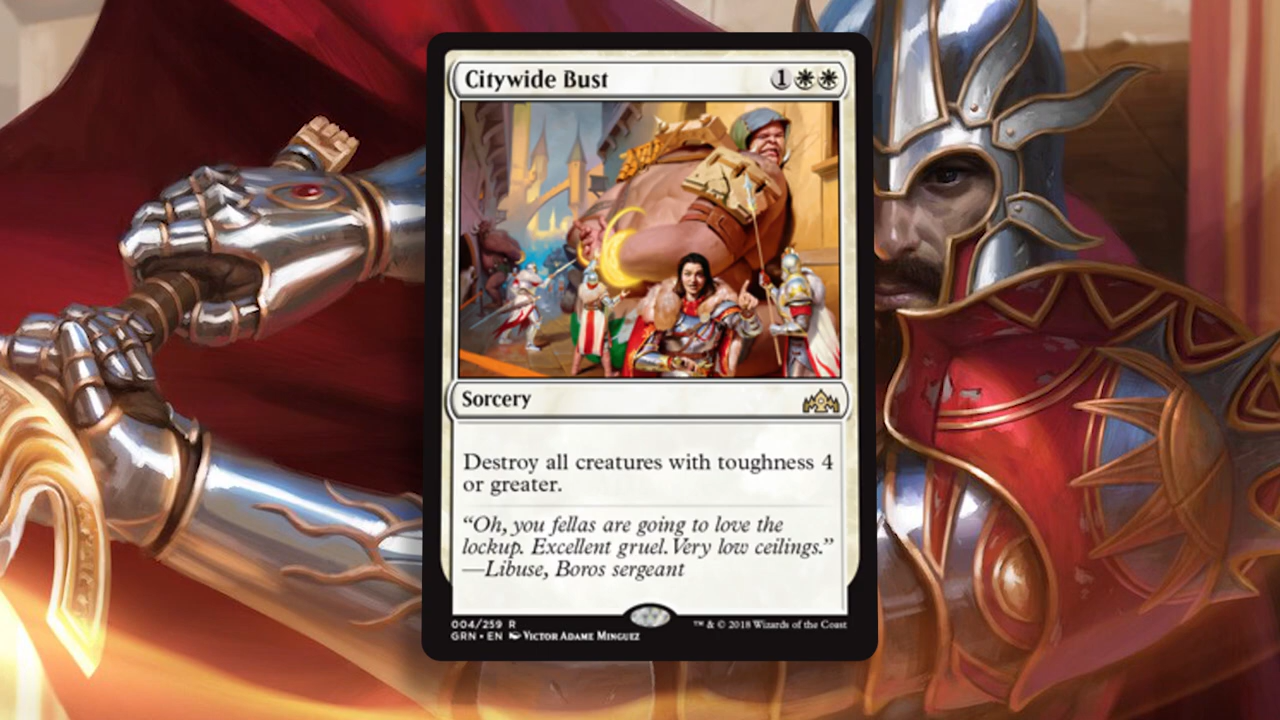 Citywide Bust 1
Sorcery
Destroy all creatures with toughness 4
or greater.
“Oh, you fellas are going to love the
lockup. Excellent gruel. Very low ceilings.”
—Libuse, Boros sergeant
004/259 R
GRN • EN Victor Adame Minguez
™ & © 2018 Wizards of the Coast